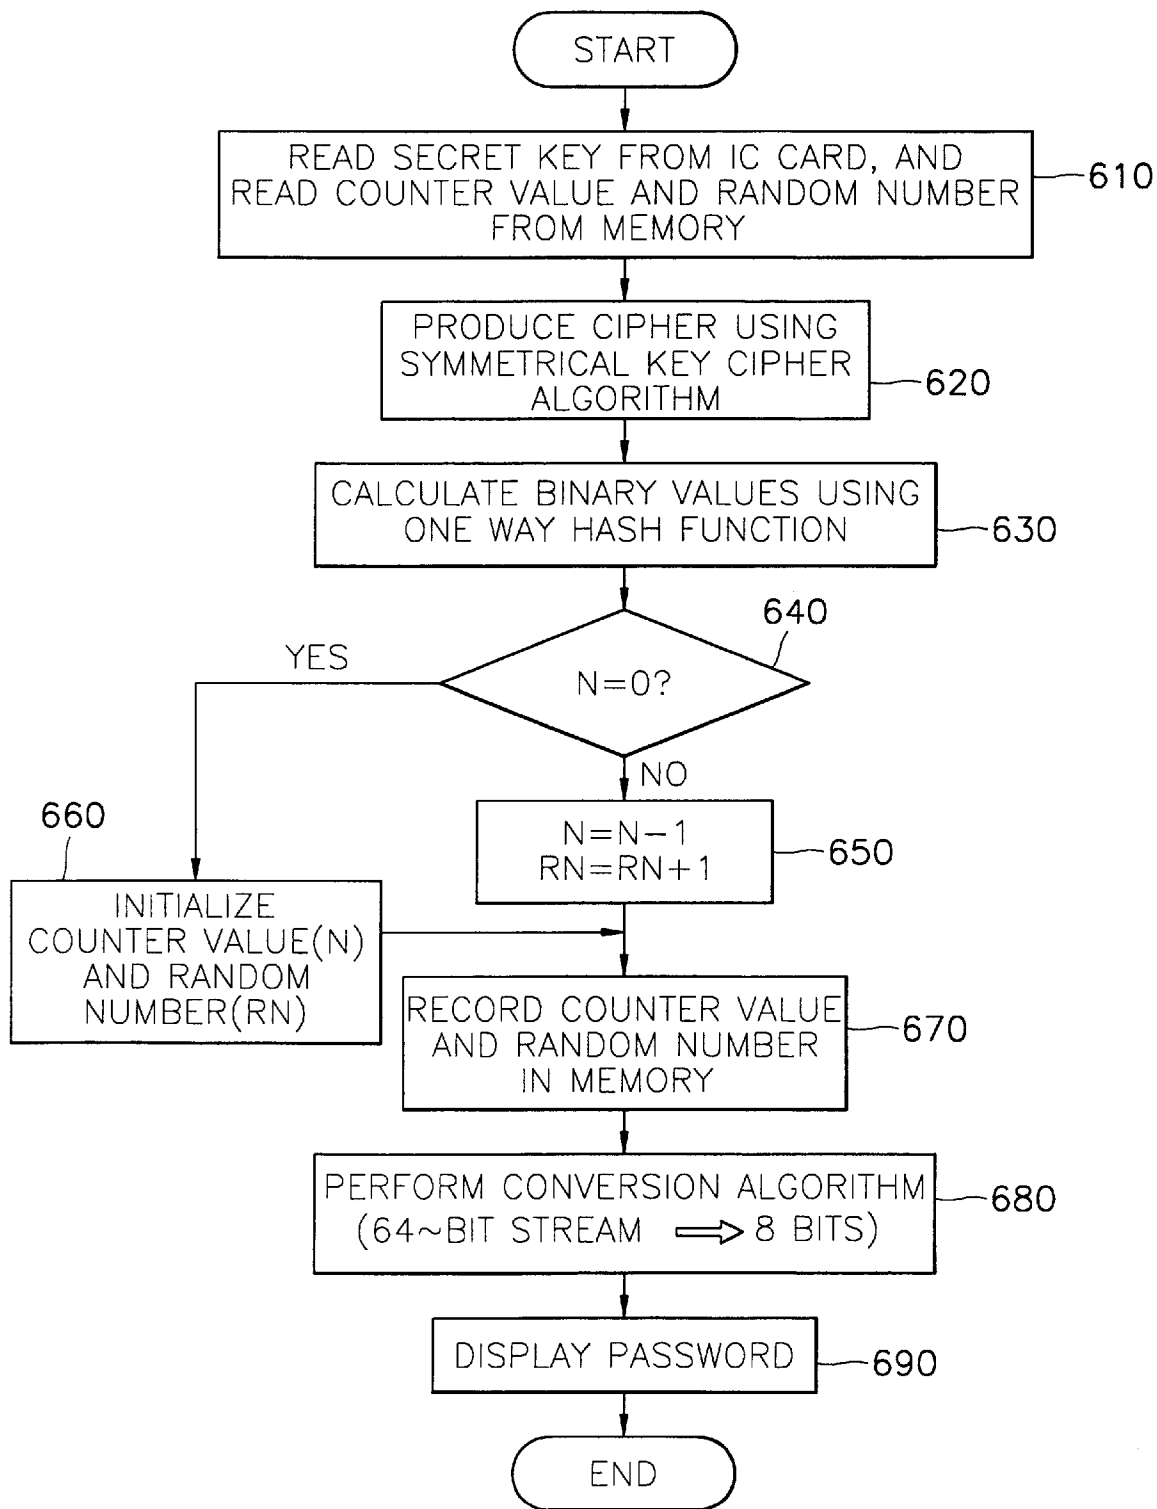 START
READ SECRET KEY FROM IC CARD, AND
READ COUNTER VALUE AND RANDOM NUMBER
FROM MEMORY
610
PRODUCE CIPHER USING
SYMMETRICAL KEY CIPHER
ALGORITHM
620
CALCULATE BINARY VALUES USING
ONE WAY HASH FUNCTION
630
640
YES
N=0?
NO
660
N=N-1
RN=RN+1
650
INITIALIZE
COUNTER VALUE(N)
AND RANDOM
NUMBER(RN)
RECORD COUNTER VALUE
AND RANDOM NUMBER
IN MEMORY
670
PERFORM CONVERSION ALGORITHM
(64~BIT STREAM ⇒ 8 BITS)
680
DISPLAY PASSWORD
690
END